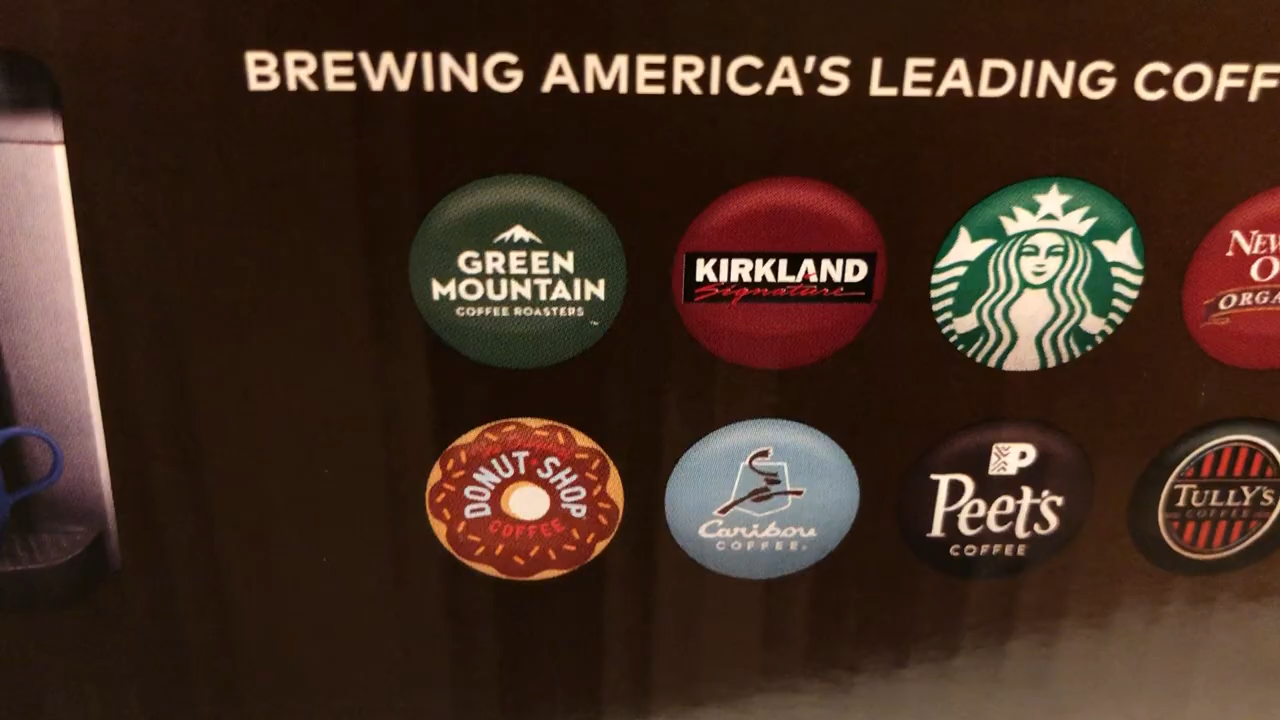 BREWING AMERICA'S LEADING COFF
GREEN
MOUNTAIN
COFFEE ROASTERS™
KIRKLAND
Signature
NEW
O
ORGA
DONUT SHOP
COFFEE
Caribou
COFFEE
Peet's
COFFEE
TULLY'S
COFFEE